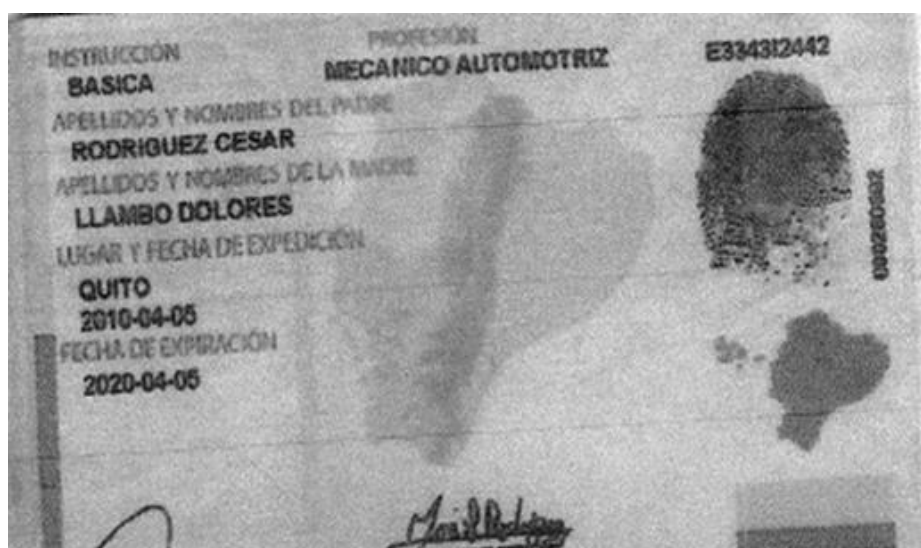 INSTRUCCIÓN
BASICA
PROFESIÓN
MECANICO AUTOMOTRIZ
E334312442
APELLIDOS Y NOMBRES DEL PADRE
RODRIGUEZ CESAR
APELLIDOS Y NOMBRES DE LA MADRE
LLAMBO DOLORES
LUGAR Y FECHA DE EXPEDICIÓN
QUITO
2010-04-05
FECHA DE EXPIRACIÓN
2020-04-05